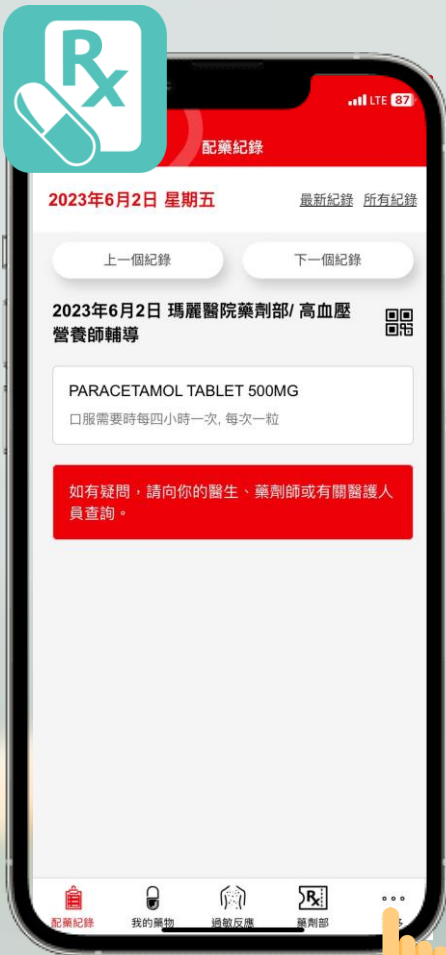 Rx
LTE 87
配藥紀錄
2023年6月2日 星期五
最新紀錄 所有紀錄
上一個紀錄
下一個紀錄
2023年6月2日 瑪麗醫院藥劑部/ 高血壓
營養師輔導
PARACETAMOL TABLET 500MG
口服需要時每四小時一次, 每次一粒
如有疑問，請向你的醫生、藥劑師或有關醫護人
員查詢。
Rx
配藥紀錄 我的藥物 過敏反應 藥劑部